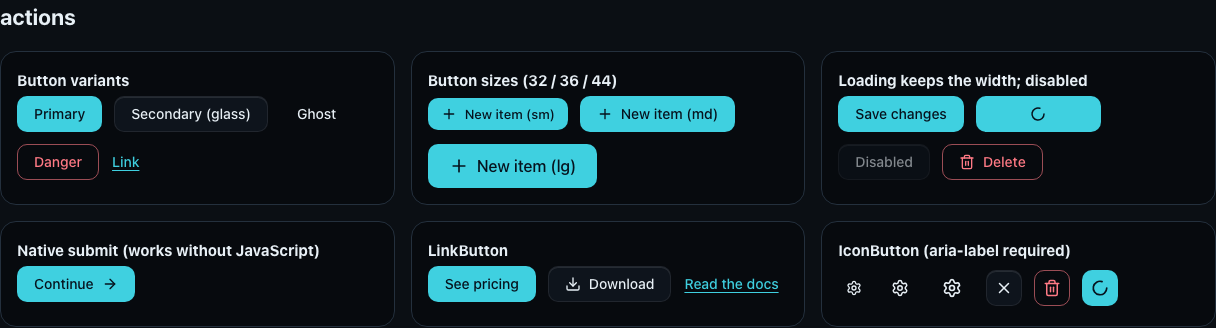 actions
Button variants
Primary
Secondary (glass)
Ghost
Danger
Link
Button sizes (32 / 36 / 44)
New item (sm)
New item (md)
New item (lg)
Loading keeps the width; disabled
Save changes
Disabled
Delete
Native submit (works without JavaScript)
Continue
LinkButton
See pricing
Download
Read the docs
IconButton (aria-label required)